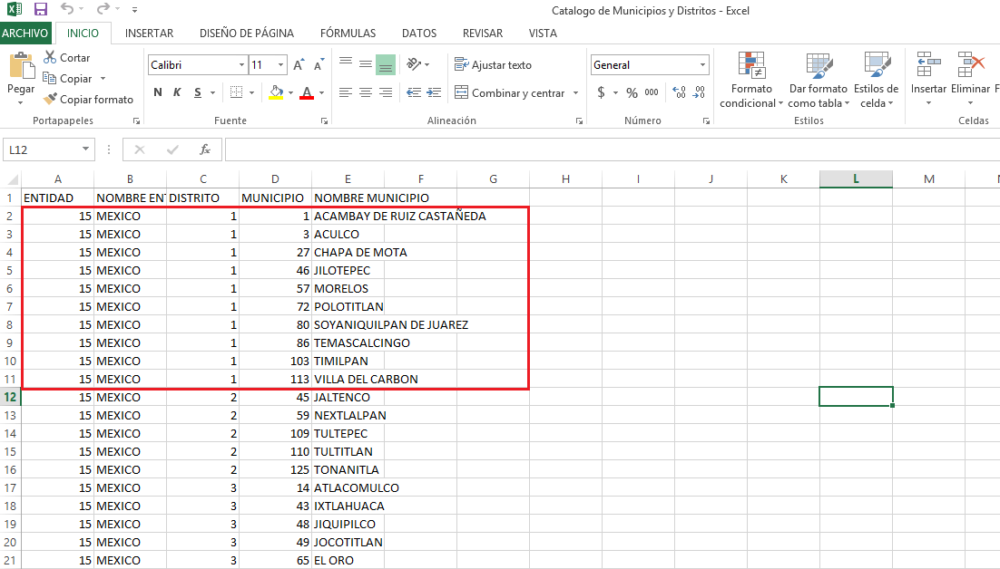 Catalogo de Municipios y Distritos - Excel
ARCHIVO INICIO INSERTAR DISEÑO DE PÁGINA FÓRMULAS DATOS REVISAR VISTA
Pegar
Cortar
Copiar
Copiar formato
Portapapeles
Calibri 11
N K S
Fuente
Ajustar texto
Combinar y centrar
Alineación
General
$ % 000
Número
Formato condicional
Dar formato como tabla
Estilos de celda
Estilos
Insertar Eliminar F
Celdas
L12 fx
A B C D E F G H I J K L M
1 ENTIDAD NOMBRE EN DISTRITO MUNICIPIO NOMBRE MUNICIPIO
2 15 MEXICO 1 1 ACAMBAY DE RUIZ CASTAÑEDA
3 15 MEXICO 1 3 ACULCO
4 15 MEXICO 1 27 CHAPA DE MOTA
5 15 MEXICO 1 46 JILOTEPEC
6 15 MEXICO 1 57 MORELOS
7 15 MEXICO 1 72 POLOTITLAN
8 15 MEXICO 1 80 SOYANIQUILPAN DE JUAREZ
9 15 MEXICO 1 86 TEMASCALCINGO
10 15 MEXICO 1 103 TIMILPAN
11 15 MEXICO 1 113 VILLA DEL CARBON
12 15 MEXICO 2 45 JALTENCO
13 15 MEXICO 2 59 NEXTLALPAN
14 15 MEXICO 2 109 TULTEPEC
15 15 MEXICO 2 110 TULTITLAN
16 15 MEXICO 2 125 TONANITLA
17 15 MEXICO 3 14 ATLACOMULCO
18 15 MEXICO 3 43 IXTLAHUACA
19 15 MEXICO 3 48 JIQUIPILCO
20 15 MEXICO 3 49 JOCOTITLAN
21 15 MEXICO 3 65 EL ORO